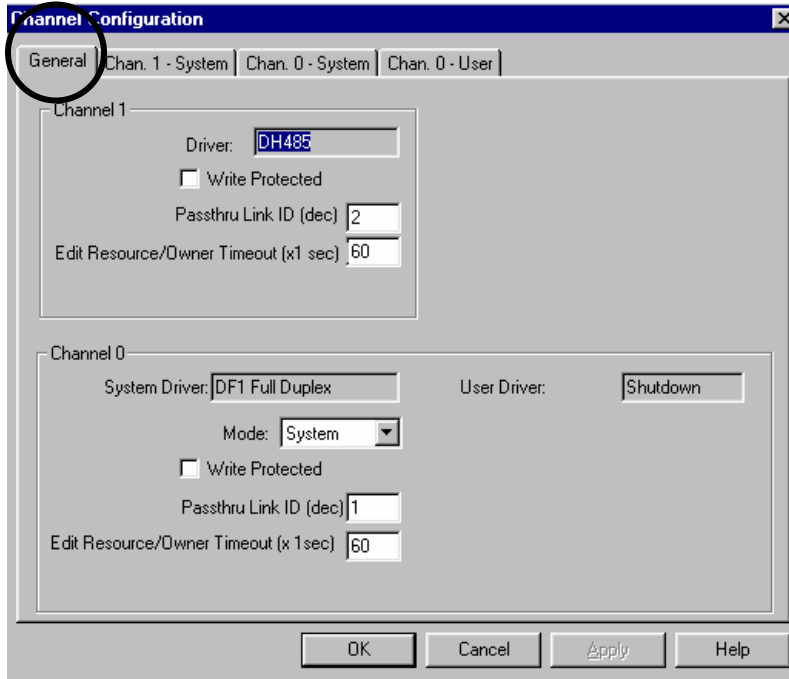 Channel Configuration
General Chan. 1 - System Chan. 0 - System Chan. 0 - User
Channel 1
Driver: DH485
Write Protected
Passthru Link ID (dec) 2
Edit Resource/Owner Timeout (x1 sec) 60
Channel 0
System Driver: DF1 Full Duplex User Driver: Shutdown
Mode: System
Write Protected
Passthru Link ID (dec) 1
Edit Resource/Owner Timeout (x 1sec) 60
OK Cancel Apply Help